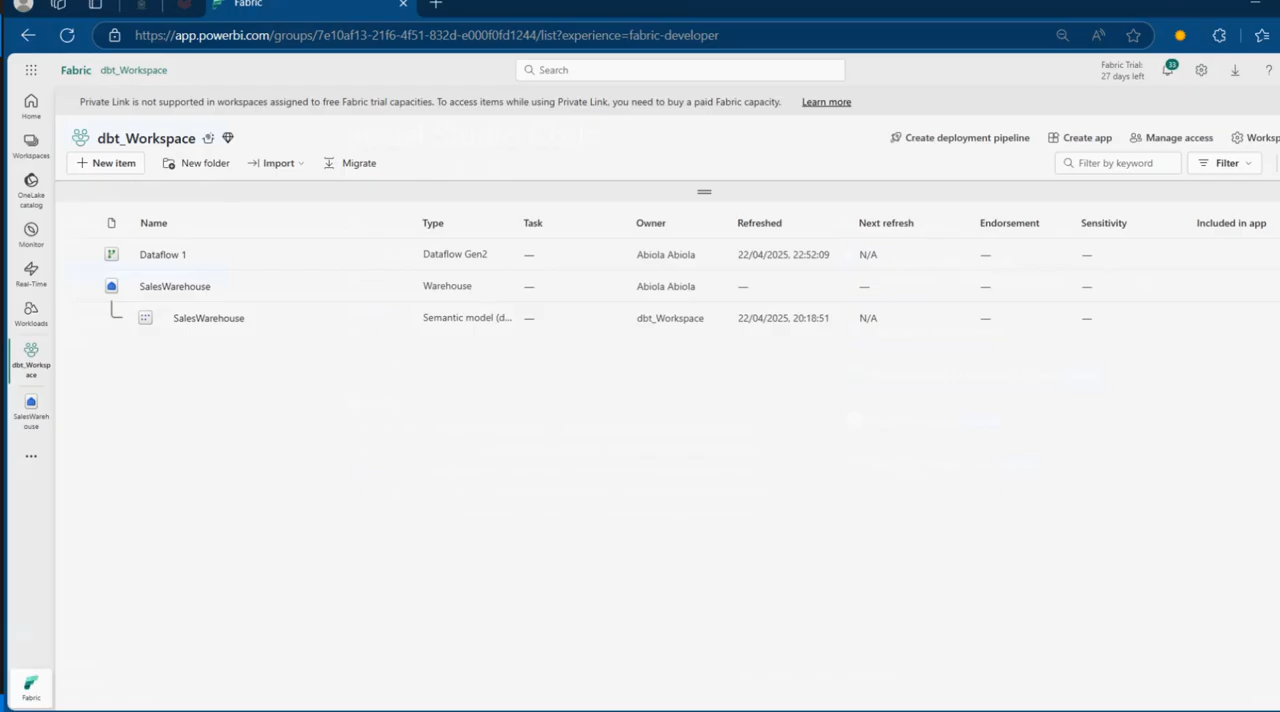 Fabric
https://app.powerbi.com/groups/7e10af13-21f6-4f51-832d-e000f0fd1244/list?experience=fabric-developer
Fabric dbt_Workspace Search Fabric Trial: 27 days left 33 ?
Private Link is not supported in workspaces assigned to free Fabric trial capacities. To access items while using Private Link, you need to buy a paid Fabric capacity. Learn more
dbt_Workspace Create deployment pipeline Create app Manage access Worksp
+ New item New folder Import Migrate Filter by keyword Filter
Name Type Task Owner Refreshed Next refresh Endorsement Sensitivity Included in app
Dataflow 1 Dataflow Gen2 — Abiola Abiola 22/04/2025, 22:52:09 N/A — —
SalesWarehouse Warehouse — Abiola Abiola — — — —
SalesWarehouse Semantic model (d... — dbt_Workspace 22/04/2025, 20:18:51 N/A — —
Home
Workspaces
OneLake
catalog
Monitor
Real-Time
Workloads
dbt_Worksp
ace
SalesWareh
ouse
...
Fabric